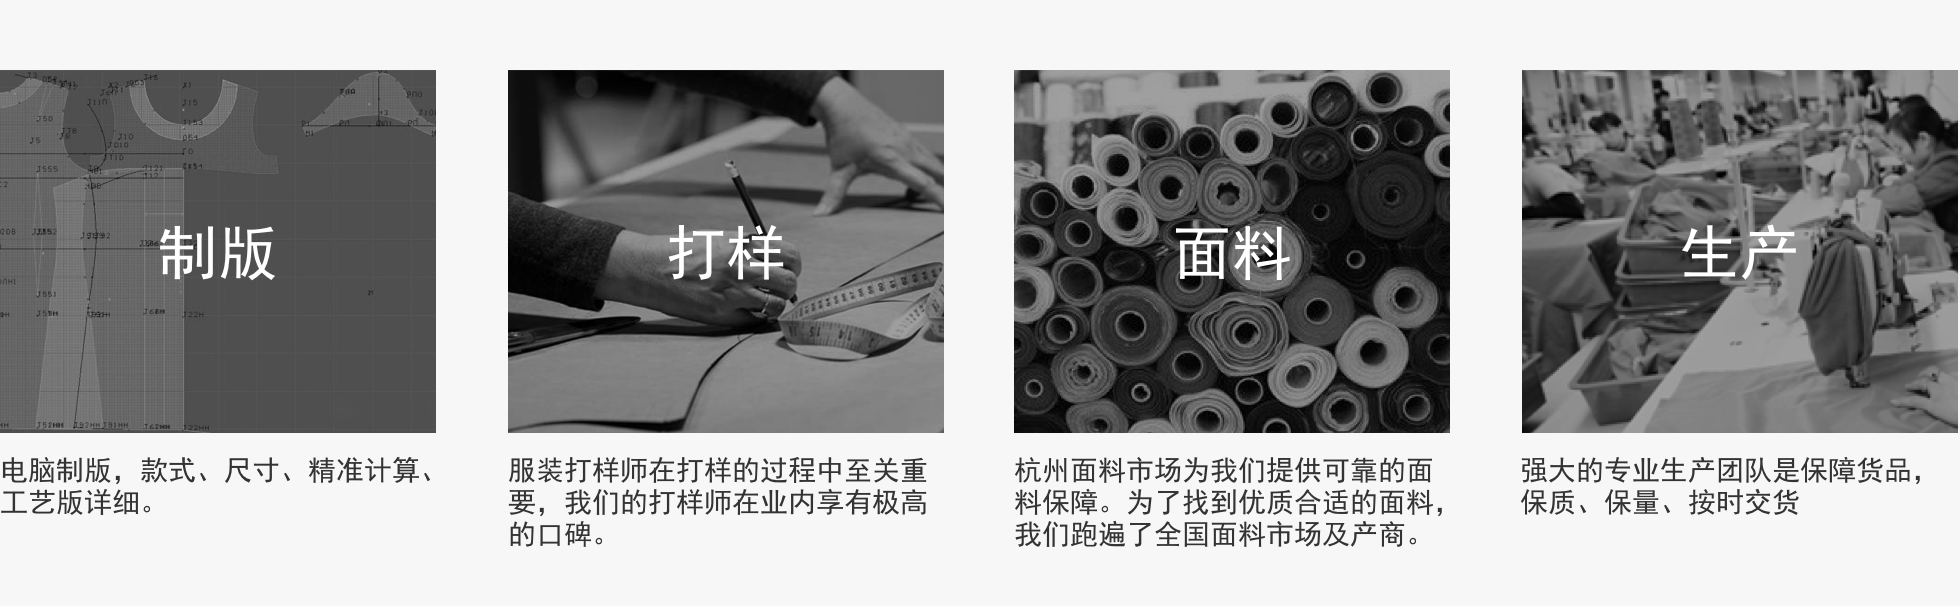 制版
电脑制版，款式、尺寸、精准计算、
工艺版详细。
打样
服装打样师在打样的过程中至关重
要，我们的打样师在业内享有极高
的口碑。
面料
杭州面料市场为我们提供可靠的面
料保障。为了找到优质合适的面料，
我们跑遍了全国面料市场及产商。
生产
强大的专业生产团队是保障货品，
保质、保量、按时交货